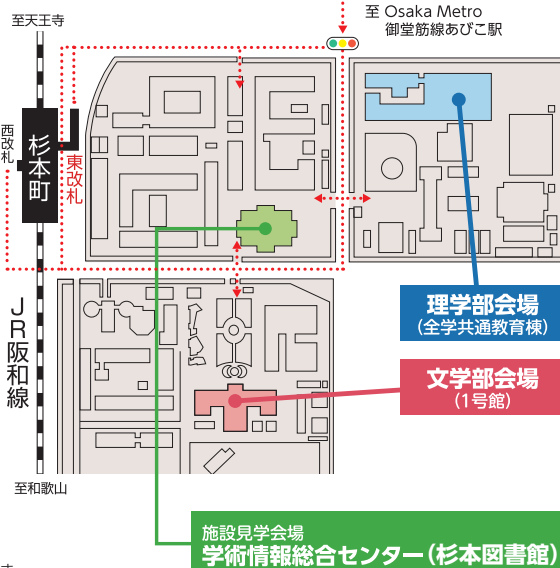 至天王寺
至 Osaka Metro
御堂筋線あびこ駅
西改札
杉本町
東改札
JR阪和線
理学部会場
(全学共通教育棟)
文学部会場
(1号館)
至和歌山
施設見学会場
学術情報総合センター(杉本図書館)